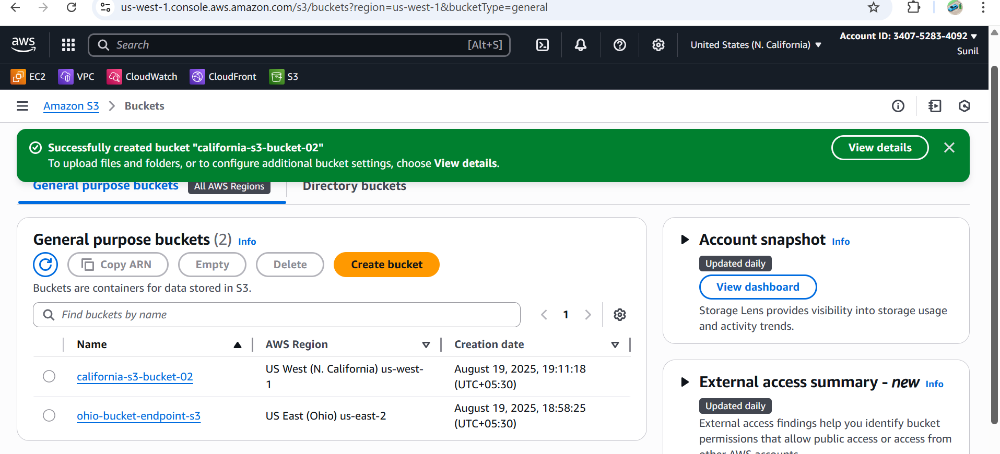 us-west-1.console.aws.amazon.com/s3/buckets?region=us-west-1&bucketType=general
aws
Search
[Alt+S]
United States (N. California)
Account ID: 3407-5283-4092
Sunil
EC2
VPC
CloudWatch
CloudFront
S3
Amazon S3
Buckets
Successfully created bucket "california-s3-bucket-02"
To upload files and folders, or to configure additional bucket settings, choose View details.
View details
General purpose buckets
All AWS Regions
Directory buckets
General purpose buckets (2) Info
Copy ARN
Empty
Delete
Create bucket
Buckets are containers for data stored in S3.
Find buckets by name
1
Name
AWS Region
Creation date
california-s3-bucket-02
US West (N. California) us-west-
1
August 19, 2025, 19:11:18
(UTC+05:30)
ohio-bucket-endpoint-s3
US East (Ohio) us-east-2
August 19, 2025, 18:58:25
(UTC+05:30)
Account snapshot Info
Updated daily
View dashboard
Storage Lens provides visibility into storage usage
and activity trends.
External access summary - new Info
Updated daily
External access findings help you identify bucket
permissions that allow public access or access from
other AWS accounts.